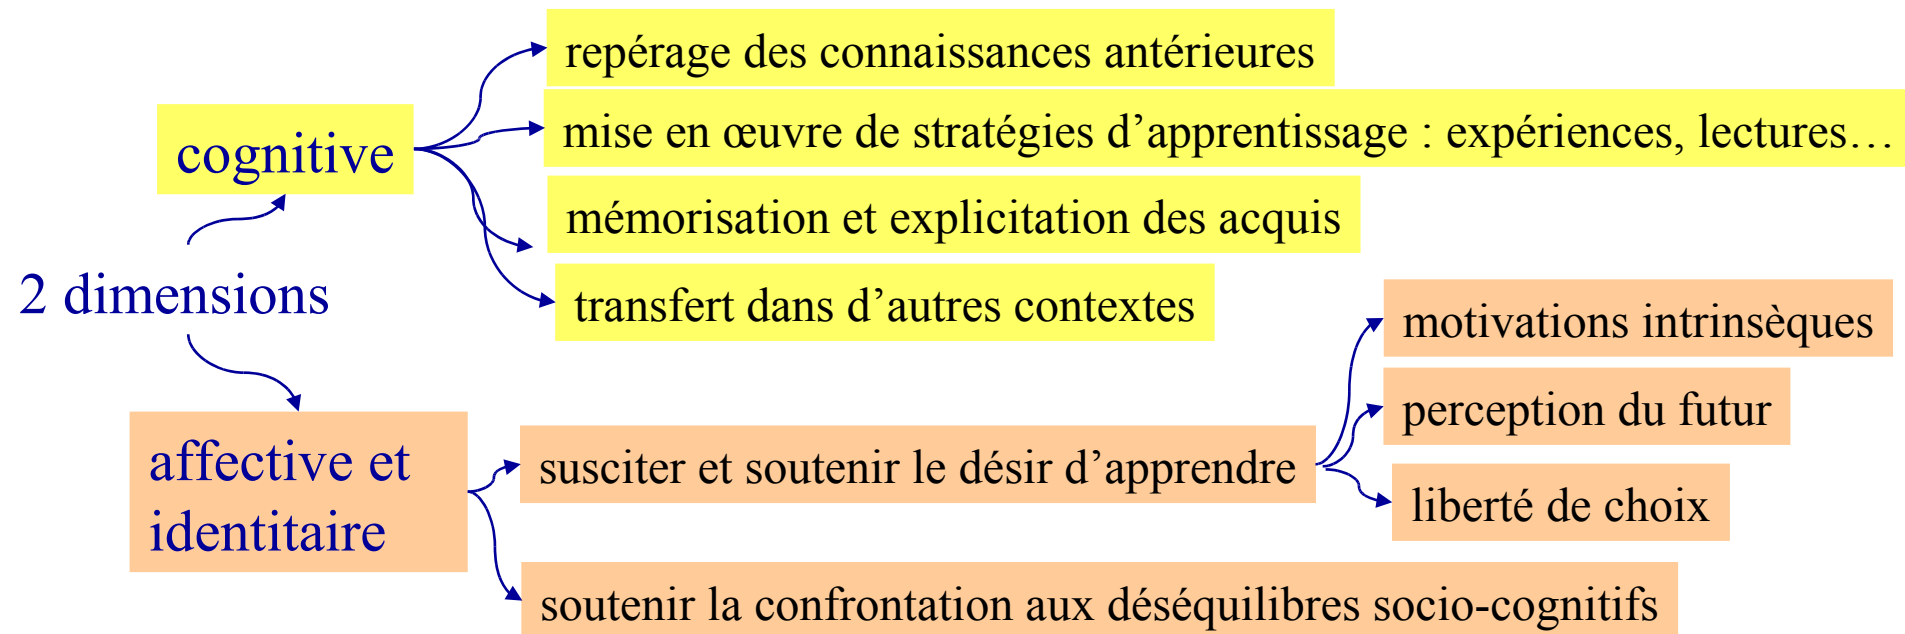 repérage des connaissances antérieures
mise en œuvre de stratégies d’apprentissage : expériences, lectures…
cognitive
mémorisation et explicitation des acquis
2 dimensions
transfert dans d’autres contextes
motivations intrinsèques
perception du futur
affective et
identitaire
susciter et soutenir le désir d’apprendre
liberté de choix
soutenir la confrontation aux déséquilibres socio-cognitifs